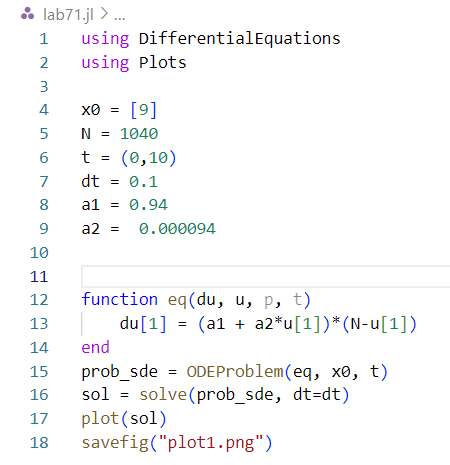 lab71.jl > ...
1 using DifferentialEquations
2 using Plots
3
4 x0 = [9]
5 N = 1040
6 t = (0,10)
7 dt = 0.1
8 a1 = 0.94
9 a2 =  0.000094
10
11
12 function eq(du, u, p, t)
13     du[1] = (a1 + a2*u[1])*(N-u[1])
14 end
15 prob_sde = ODEProblem(eq, x0, t)
16 sol = solve(prob_sde, dt=dt)
17 plot(sol)
18 savefig("plot1.png")